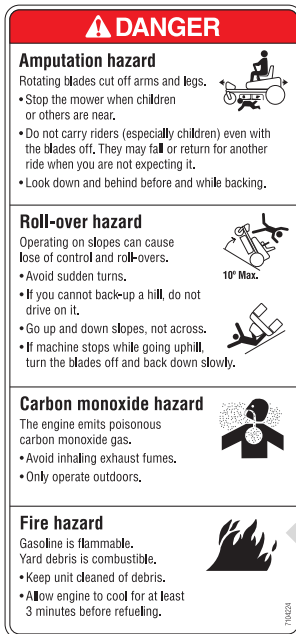 DANGER
Amputation hazard
Rotating blades cut off arms and legs.
• Stop the mower when children
or others are near.
• Do not carry riders (especially children) even with
the blades off. They may fall or return for another
ride when you are not expecting it.
• Look down and behind before and while backing.
Roll-over hazard
Operating on slopes can cause
lose of control and roll-overs.
• Avoid sudden turns.
• If you cannot back-up a hill, do not
drive on it.
• Go up and down slopes, not across.
• If machine stops while going uphill,
turn the blades off and back down slowly.
10° Max.
Carbon monoxide hazard
The engine emits poisonous
carbon monoxide gas.
• Avoid inhaling exhaust fumes.
• Only operate outdoors.
Fire hazard
Gasoline is flammable.
Yard debris is combustible.
• Keep unit cleaned of debris.
• Allow engine to cool for at least
3 minutes before refueling.
7104224